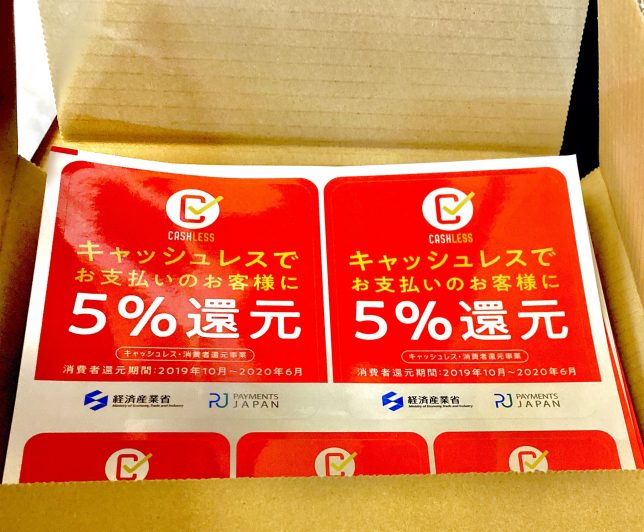 CASHLESS
キャッシュレスで
お支払いのお客様に
5%還元
キャッシュレス・消費者還元事業
消費者還元期間:2019年10月~2020年6月
経済産業省
Ministry of Economy, Trade and Industry
PAYMENTS
JAPAN
CASHLESS
キャッシュレスで
お支払いのお客様に
5%還元
キャッシュレス・消費者還元事業
消費者還元期間:2019年10月~2020年6月
経済産業省
Ministry of Economy, Trade and Industry
PAYMENTS
JAPAN